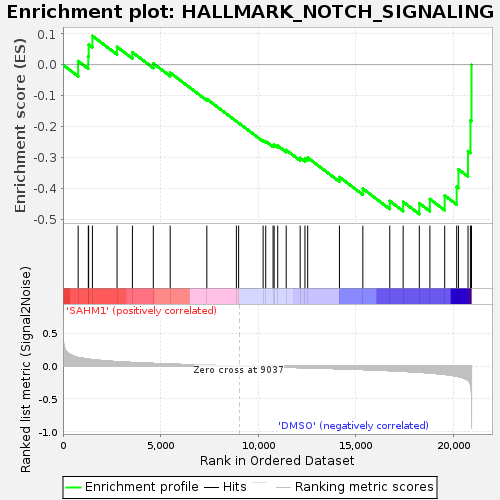 Enrichment plot: HALLMARK_NOTCH_SIGNALING
Enrichment score (ES)
0.1
0.0
-0.1
-0.2
-0.3
-0.4
-0.5
'SAHM1' (positively correlated)
Ranked list metric (Signal2Noise)
0.5
0.0
-0.5
-1.0
Zero cross at 9037
'DMSO' (negatively correlated)
0
5,000
10,000
15,000
20,000
Rank in Ordered Dataset
Enrichment profile
Hits
Ranking metric scores